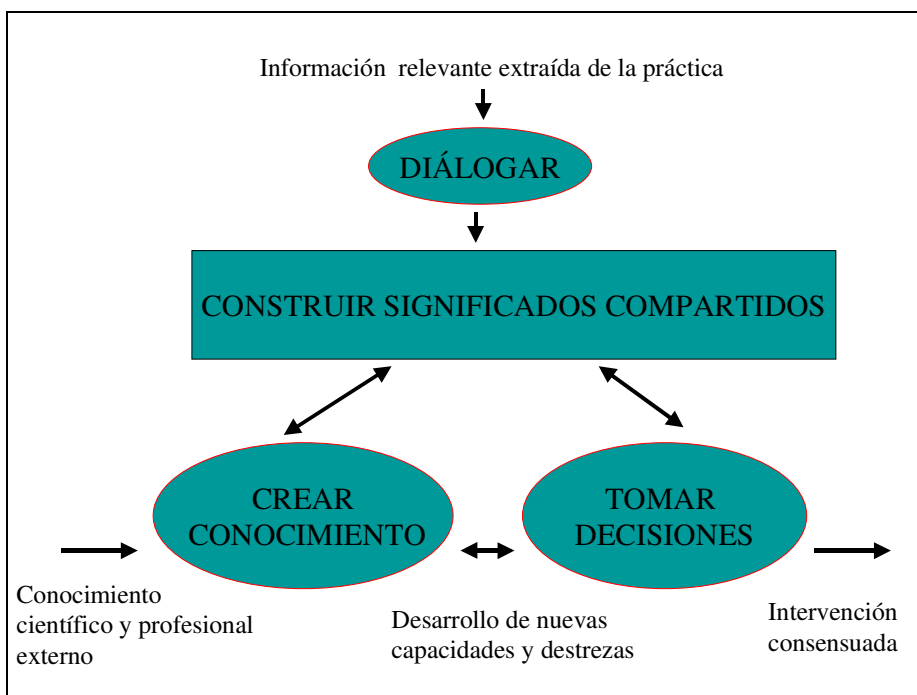 Información relevante extraída de la práctica
DIÁLOGAR
CONSTRUIR SIGNIFICADOS COMPARTIDOS
CREAR
CONOCIMIENTO
TOMAR
DECISIONES
Conocimiento
científico y profesional
externo
Desarrollo de nuevas
capacidades y destrezas
Intervención
consensuada